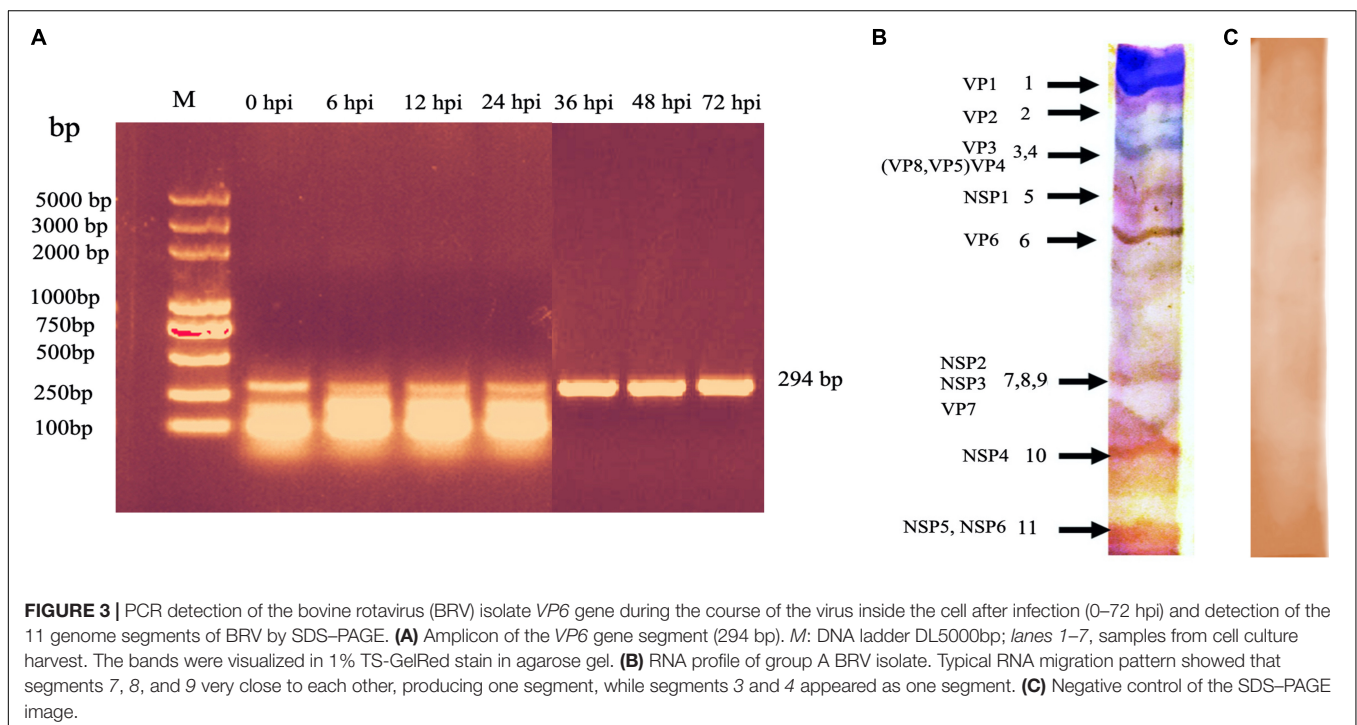 A
B
C
M 0 hpi 6 hpi 12 hpi 24 hpi 36 hpi 48 hpi 72 hpi
bp
5000 bp
3000 bp
2000 bp
1000bp
750bp
500bp
250bp
100bp
294 bp
VP1 1
VP2 2
VP3 3,4
(VP8,VP5)VP4
NSP1 5
VP6 6
NSP2
NSP3 7,8,9
VP7
NSP4 10
NSP5, NSP6 11
FIGURE 3 | PCR detection of the bovine rotavirus (BRV) isolate VP6 gene during the course of the virus inside the cell after infection (0–72 hpi) and detection of the
11 genome segments of BRV by SDS–PAGE. (A) Amplicon of the VP6 gene segment (294 bp). M: DNA ladder DL5000bp; lanes 1–7, samples from cell culture
harvest. The bands were visualized in 1% TS-GelRed stain in agarose gel. (B) RNA profile of group A BRV isolate. Typical RNA migration pattern showed that
segments 7, 8, and 9 very close to each other, producing one segment, while segments 3 and 4 appeared as one segment. (C) Negative control of the SDS–PAGE
image.